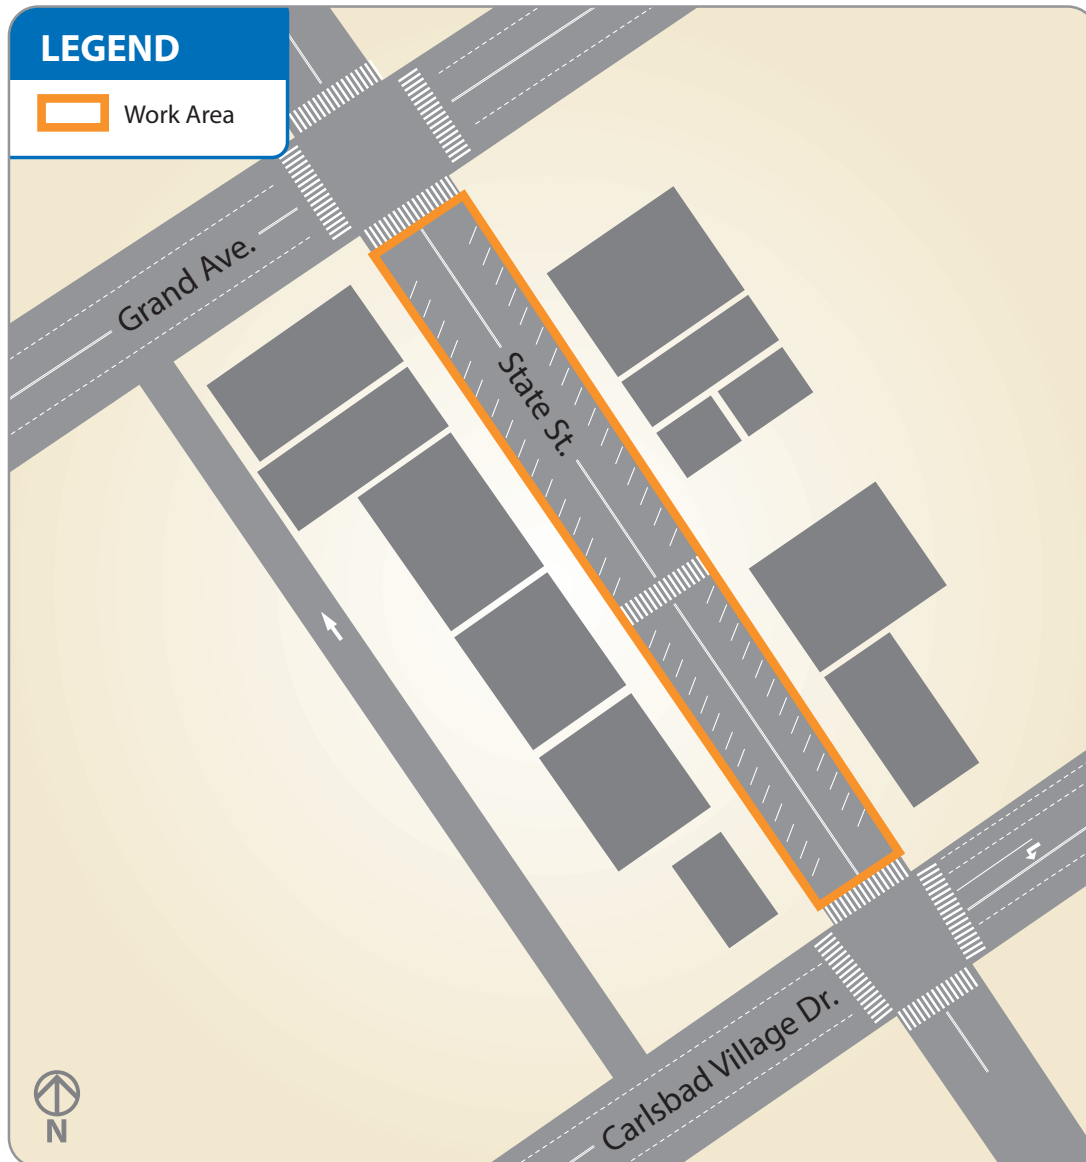 LEGEND
Work Area
Grand Ave.
State St.
Carlsbad Village Dr.
N